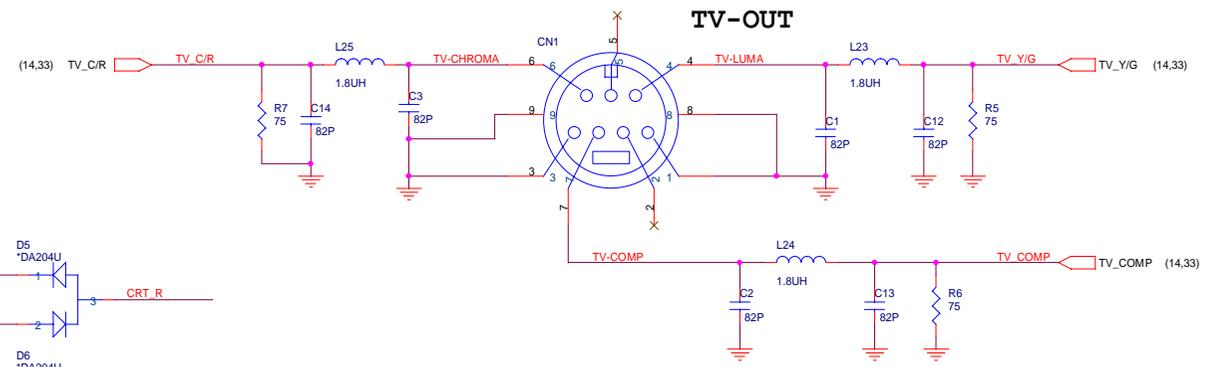 TV-OUT
CN1
5
5
(14,33) TV_C/R
TV_C/R
L25
1.8UH
TV-CHROMA
6
6
4
4
TV-LUMA
L23
1.8UH
TV_Y/G
TV_Y/G (14,33)
R7
75
C14
82P
C3
82P
9
9
8
8
C1
82P
C12
82P
R5
75
3
3
7
2
1
1
7
2
TV-COMP
L24
1.8UH
TV_COMP
TV_COMP (14,33)
C2
82P
C13
82P
R6
75
D5
*DA204U
1
2
3
CRT_R
D6
*DA204U